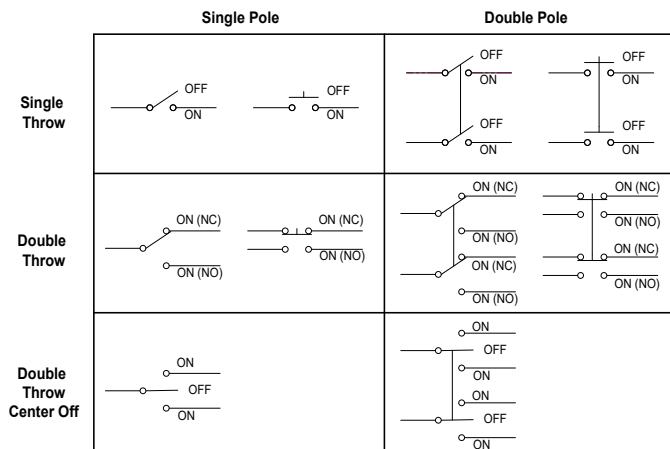 Single Pole
Double Pole
Single
Throw
OFF
ON
OFF
ON
OFF
ON
OFF
ON
OFF
ON
OFF
ON
Double
Throw
ON (NC)
ON (NO)
ON (NC)
ON (NO)
ON (NC)
ON (NO)
ON (NC)
ON (NO)
ON (NC)
ON (NO)
ON (NC)
ON (NO)
Double
Throw
Center Off
ON
OFF
ON
ON
OFF
ON
ON
OFF
ON